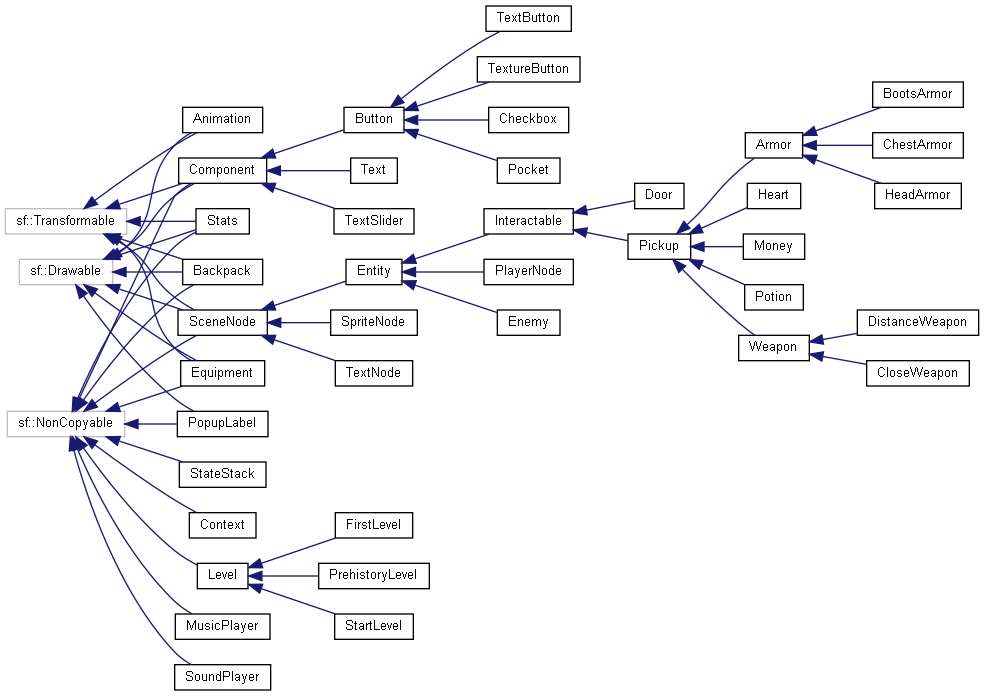 TextButton
TextureButton
BootsArmor
Animation
Button
Checkbox
Armor
ChestArmor
Component
Text
Pocket
HeadArmor
Door
Heart
sf::Transformable
Stats
TextSlider
Interactable
Pickup
Money
sf::Drawable
Backpack
Entity
PlayerNode
Potion
SceneNode
SpriteNode
Enemy
DistanceWeapon
Weapon
Equipment
TextNode
CloseWeapon
sf::NonCopyable
PopupLabel
StateStack
Context
FirstLevel
Level
PrehistoryLevel
MusicPlayer
StartLevel
SoundPlayer